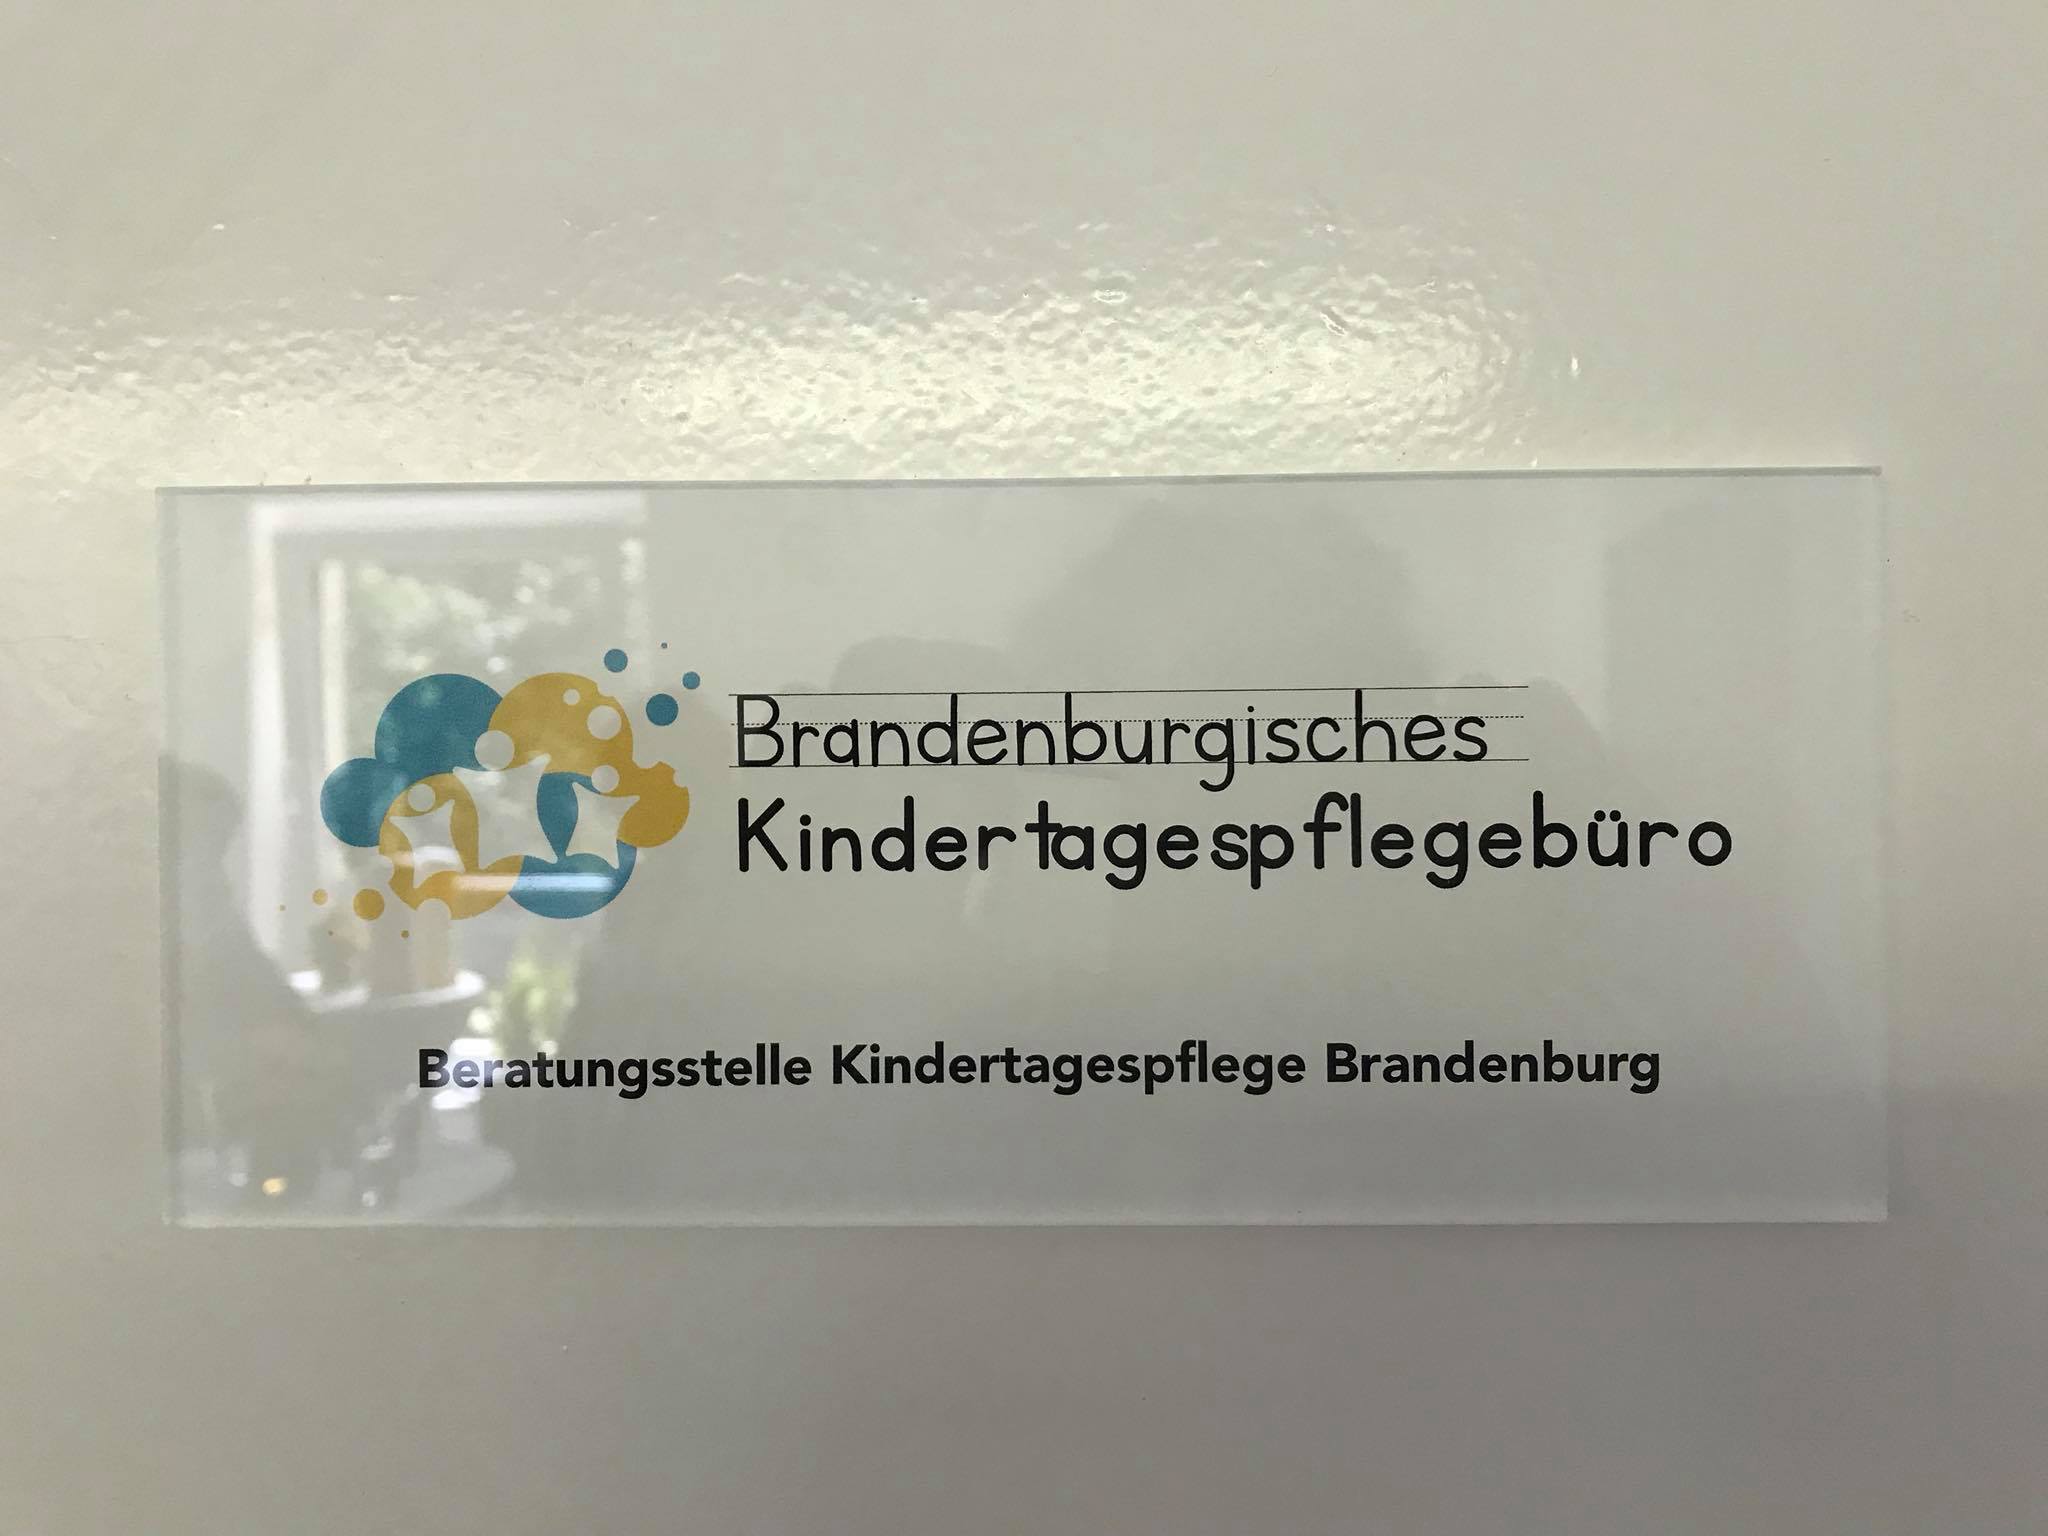 Brandenburgisches
Kindertagespflegebüro
Beratungsstelle Kindertagespflege Brandenburg